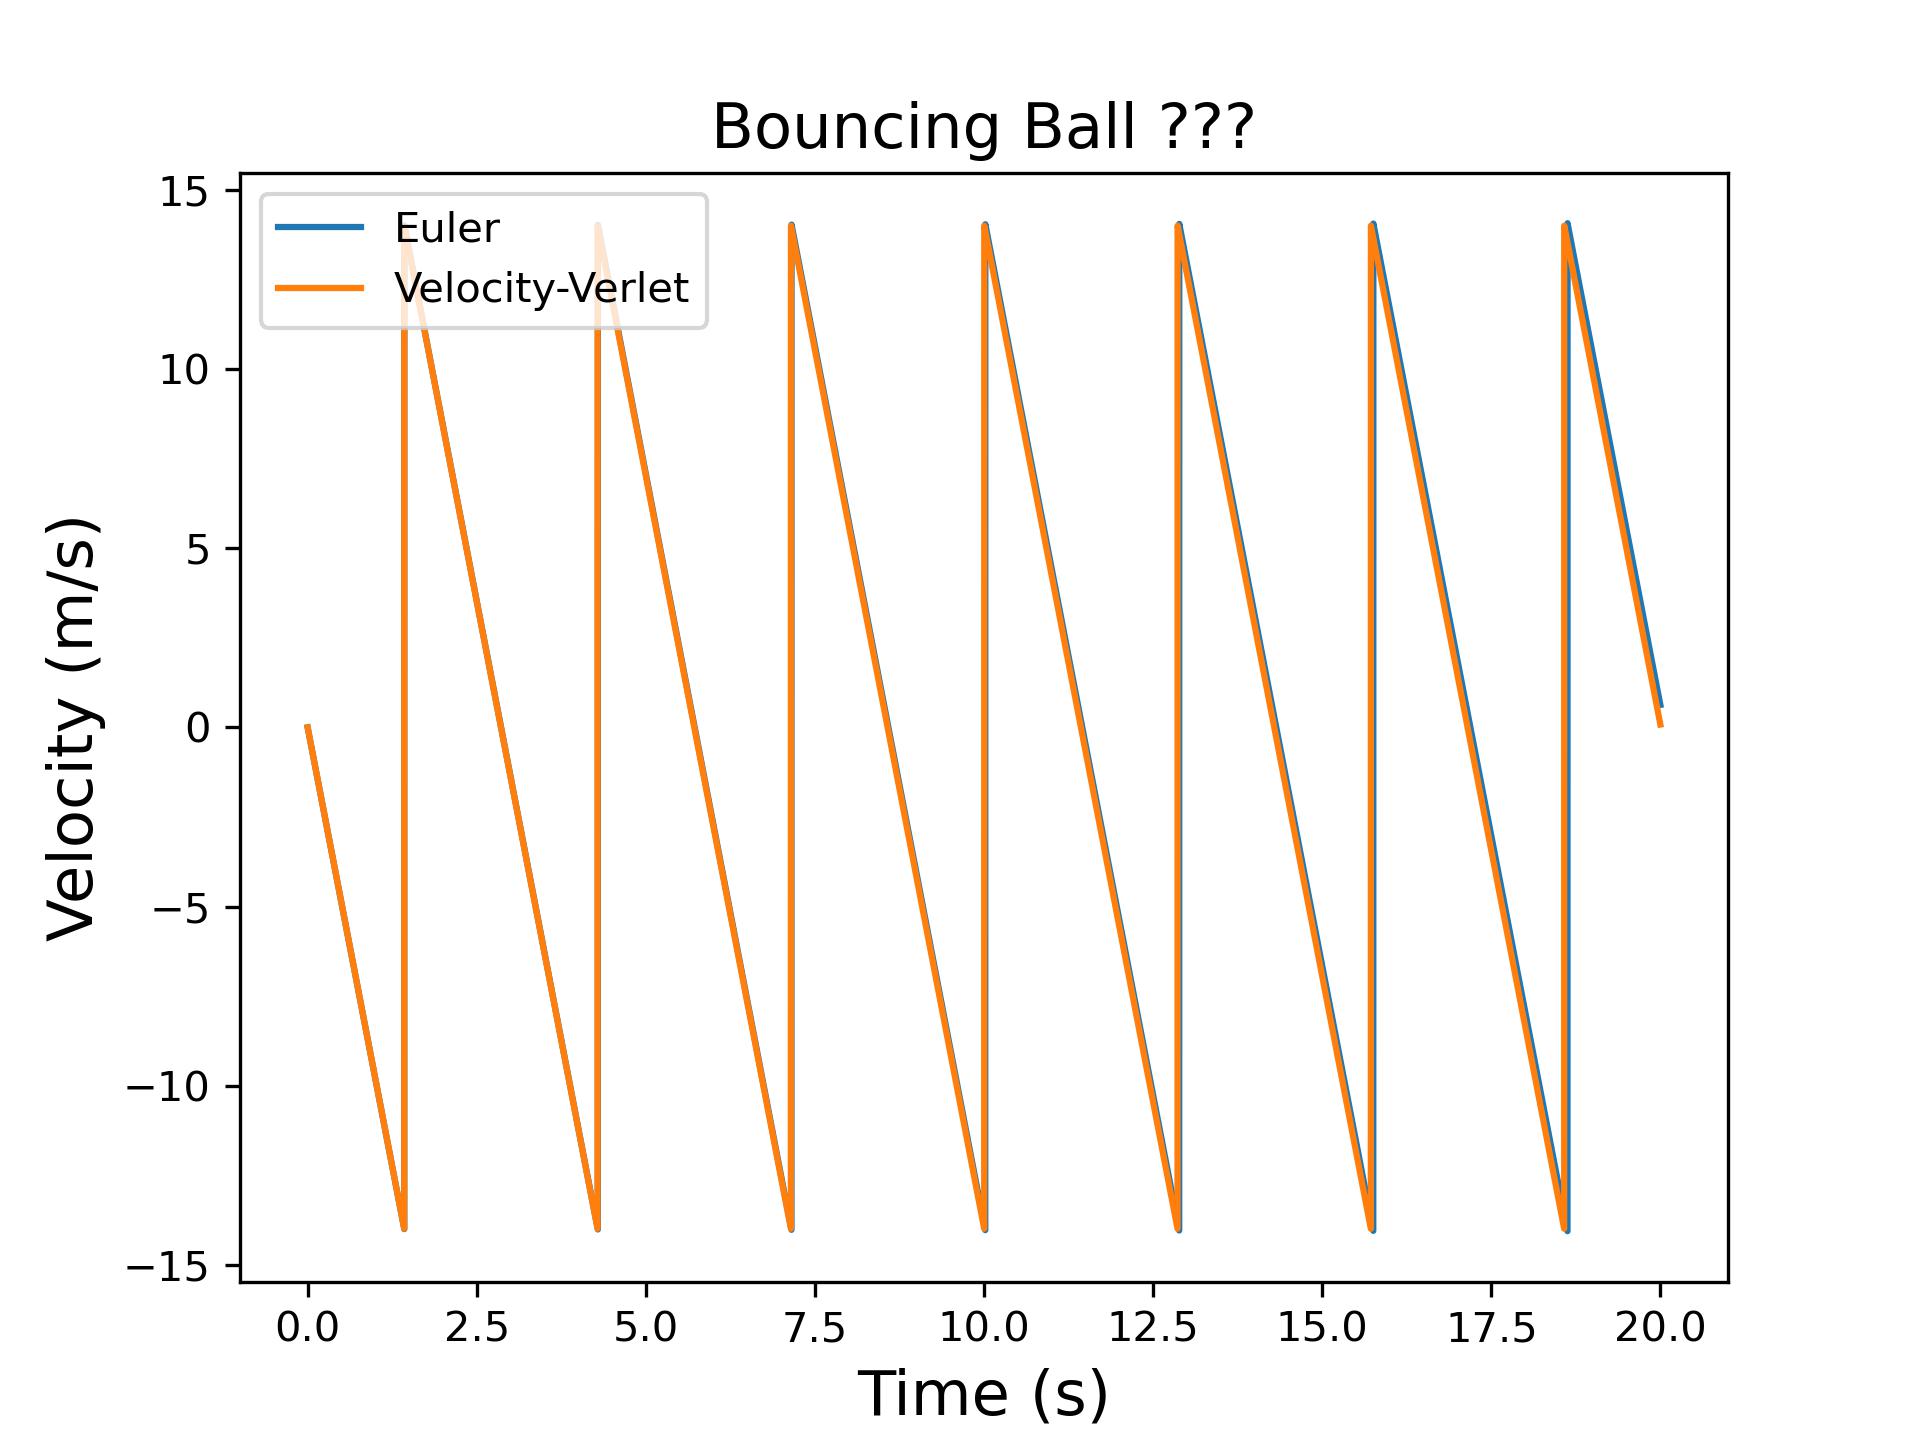 Bouncing Ball ???
Euler
Velocity-Verlet
Velocity (m/s)
15
10
5
0
−5
−10
−15
0.0 2.5 5.0 7.5 10.0 12.5 15.0 17.5 20.0
Time (s)